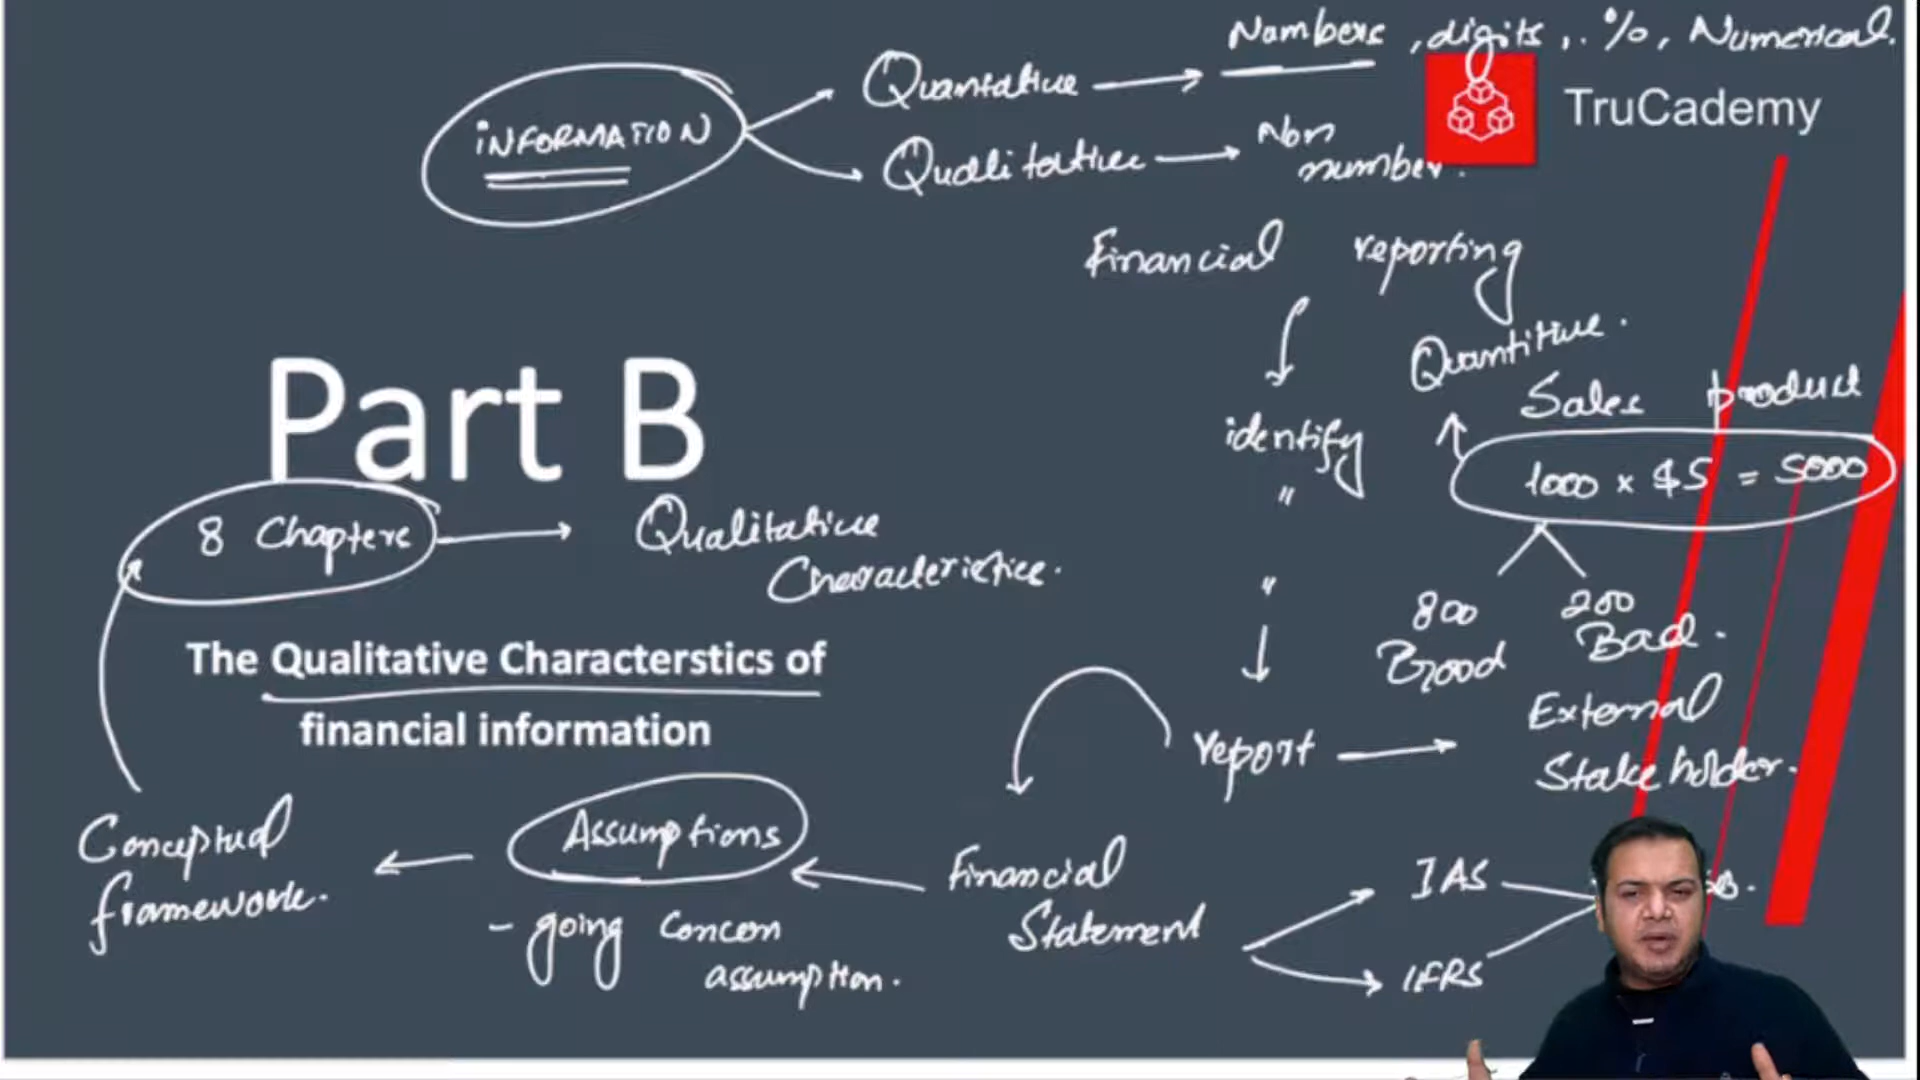 Numbers, digits, . %, Numerical.
INFORMATION
Quantative
Qualitative
Non
number.
TruCademy
Financial reporting
Quantitive.
Sales product
identify
1000 x $5 = 5000
"
"
Part B
8 Chapters
Qualitative
Characteristics.
800
Good
200
Bad.
The Qualitative Characterstics of
financial information
report
External
Stakeholder.
Conceptual
framework.
Assumptions
- going concern
assumption.
Financial
Statement
IAS
IFRS